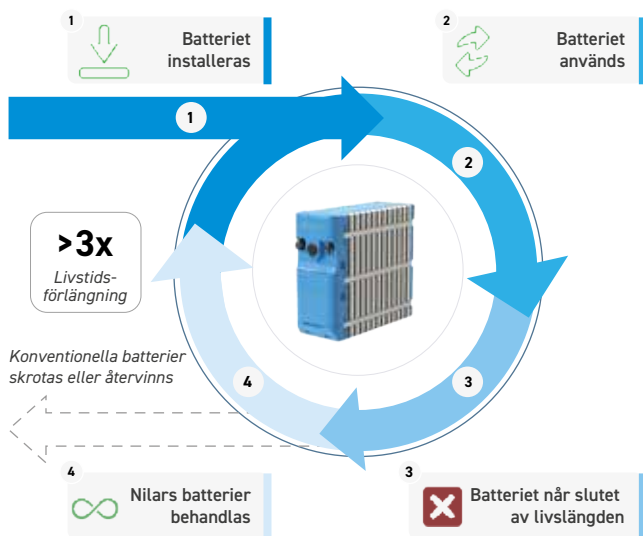 1
Batteriet
installeras
2
Batteriet
används
1
2
>3x
Livstids-
förlängning
Konventionella batterier
skrotas eller återvinns
4
3
4
Nilars batterier
behandlas
3
Batteriet når slutet
av livslängden